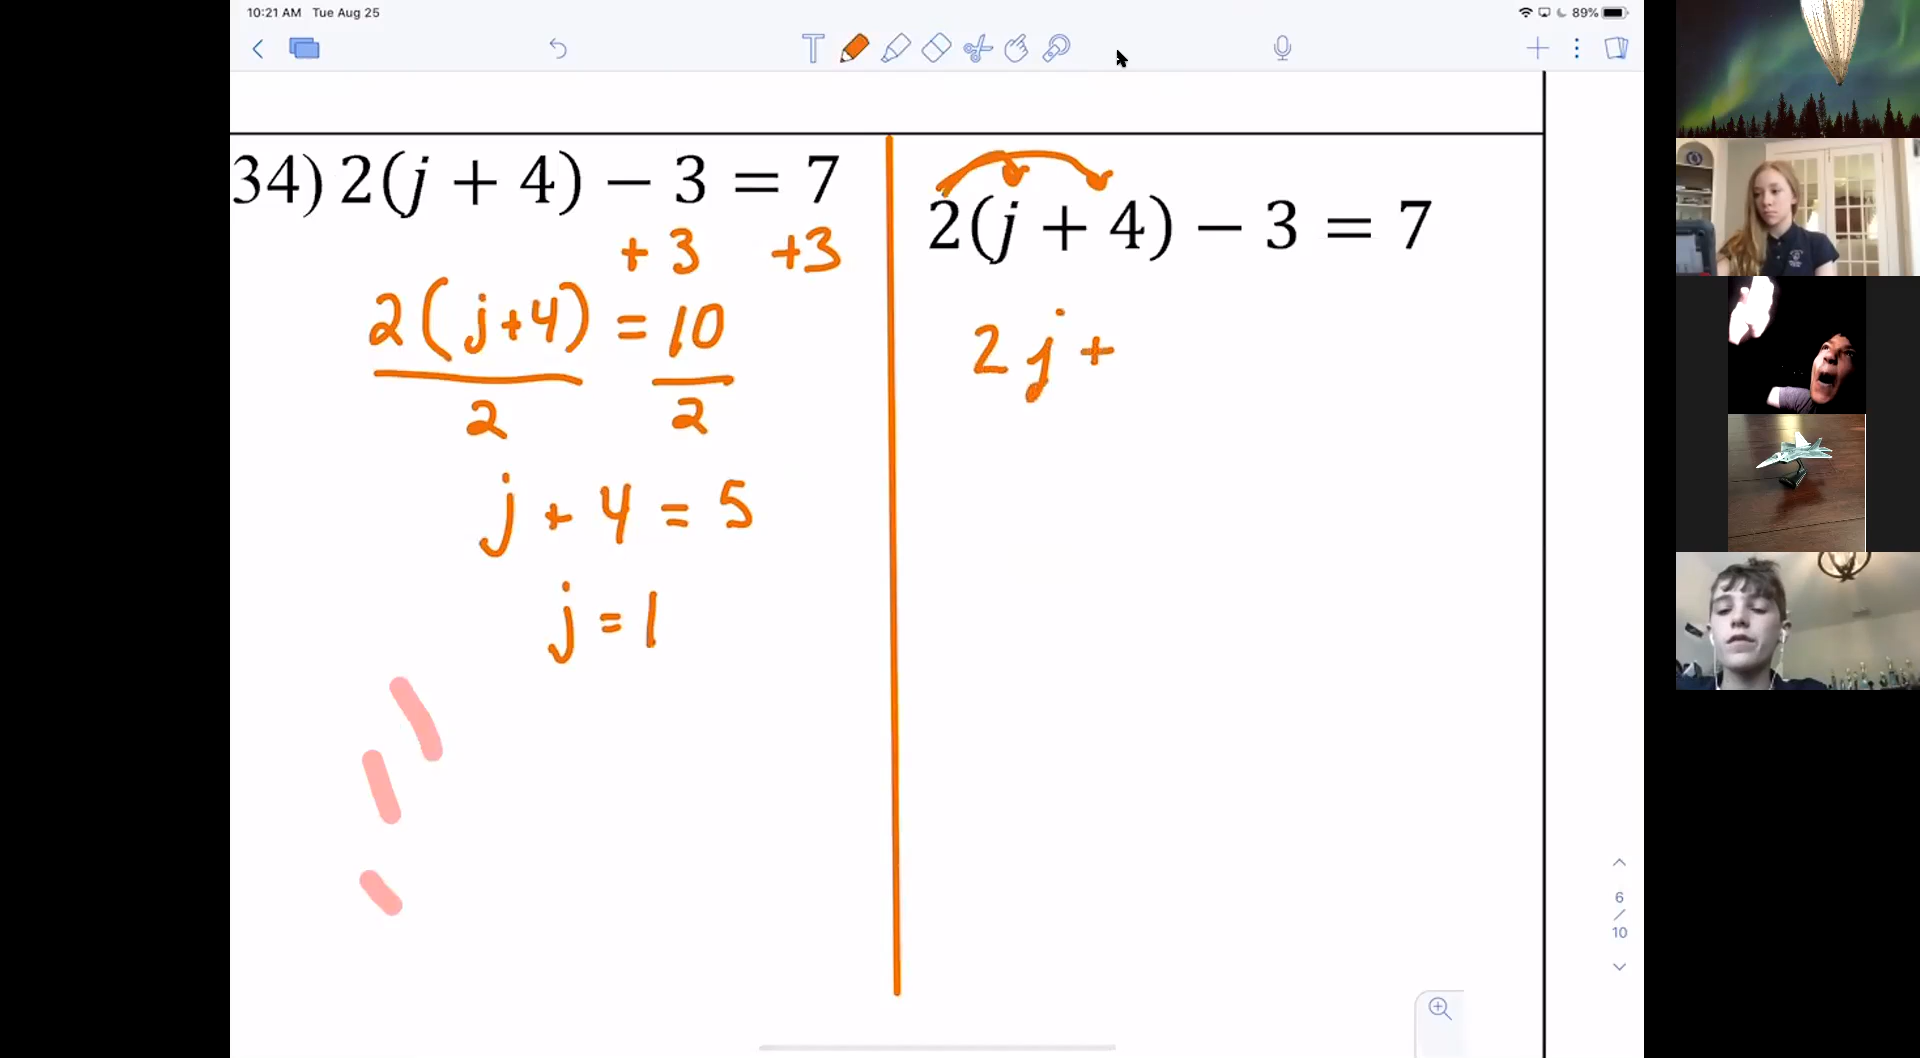 10:21 AM Tue Aug 25
89%
34) 2(j + 4) − 3 = 7
+ 3 +3
2(j+4) = 10
2 2
j + 4 = 5
j = 1
2(j + 4) − 3 = 7
2j +
6
/
10